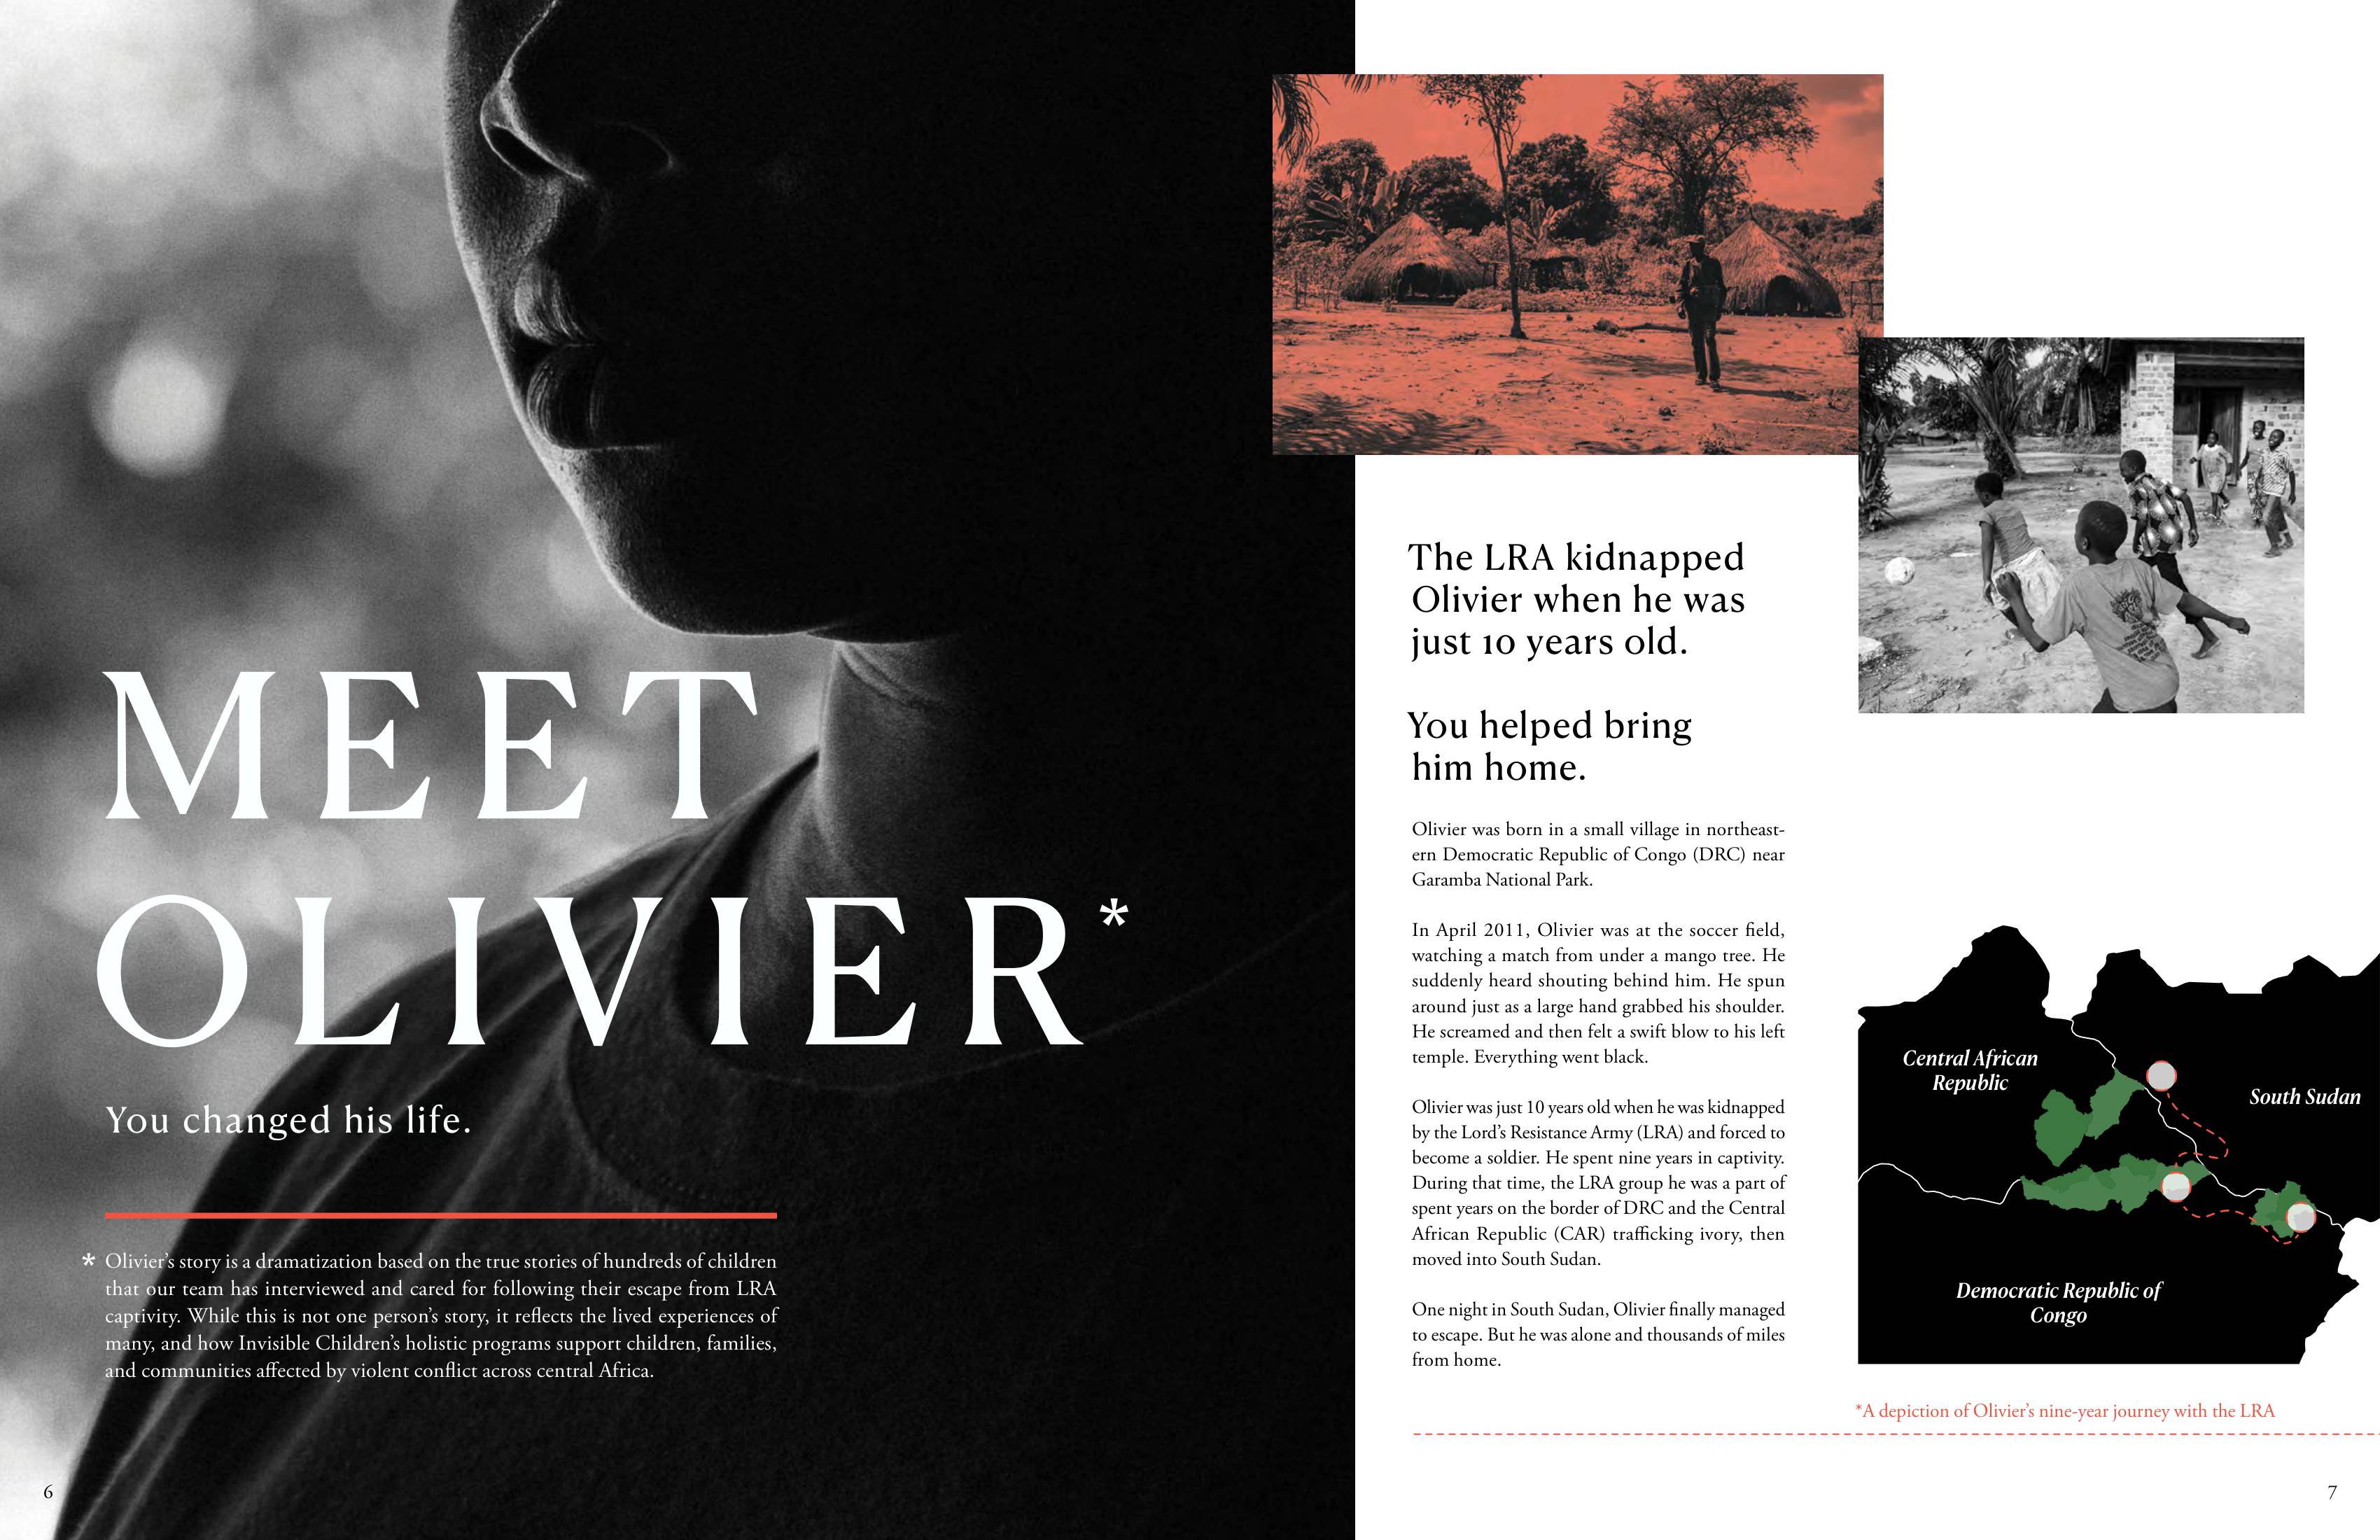 MEET
OLIVIER*
You changed his life.
* Olivier's story is a dramatization based on the true stories of hundreds of children
that our team has interviewed and cared for following their escape from LRA
captivity. While this is not one person's story, it reflects the lived experiences of
many, and how Invisible Children's holistic programs support children, families,
and communities affected by violent conflict across central Africa.
6
The LRA kidnapped
Olivier when he was
just 10 years old.
You helped bring
him home.
Olivier was born in a small village in northeast-
ern Democratic Republic of Congo (DRC) near
Garamba National Park.
In April 2011, Olivier was at the soccer field,
watching a match from under a mango tree. He
suddenly heard shouting behind him. He spun
around just as a large hand grabbed his shoulder.
He screamed and then felt a swift blow to his left
temple. Everything went black.
Olivier was just 10 years old when he was kidnapped
by the Lord's Resistance Army (LRA) and forced to
become a soldier. He spent nine years in captivity.
During that time, the LRA group he was a part of
spent years on the border of DRC and the Central
African Republic (CAR) trafficking ivory, then
moved into South Sudan.
One night in South Sudan, Olivier finally managed
to escape. But he was alone and thousands of miles
from home.
Central African
Republic
South Sudan
Democratic Republic of
Congo
*A depiction of Olivier's nine-year journey with the LRA
7